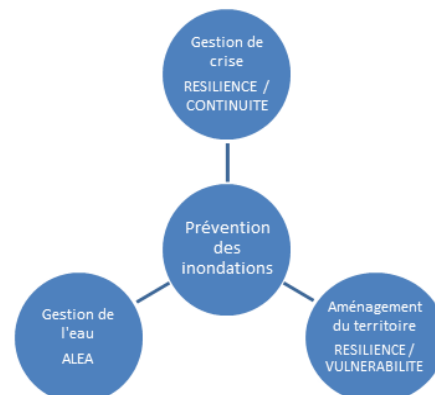 Gestion de
crise
RESILIENCE /
CONTINUITE
Prévention
des
inondations
Gestion de
l'eau
ALEA
Aménagement
du territoire
RESILIENCE /
VULNERABILITE